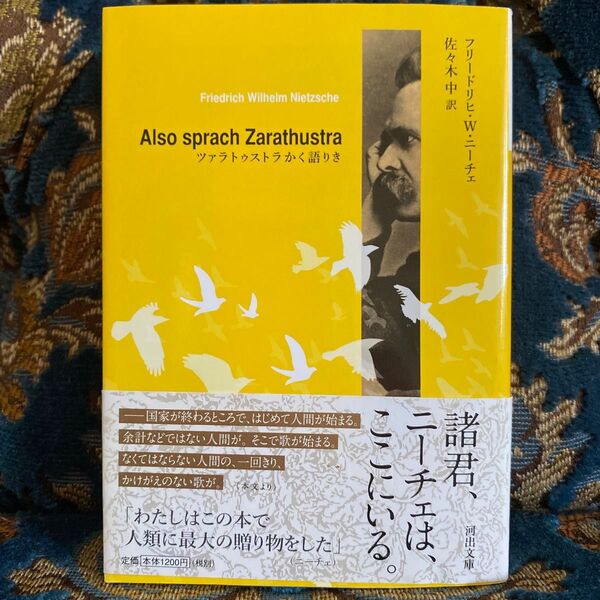 フリードリヒ・W・ニーチェ
佐々木中 訳
Friedrich Wilhelm Nietzsche
Also sprach Zarathustra
ツァラトゥストラかく語りき
諸君、
ニーチェは、
ここにいる。
――国家が終わるところで、はじめて人間が始まる。
余計などではない人間が。そこで歌が始まる。
なくてはならない人間の、一回きり、
かけがえのない歌が。
(本文より)
「わたしはこの本で
人類に最大の贈り物をした」
(ニーチェ)
定価 本体1200円(税別)
河出文庫